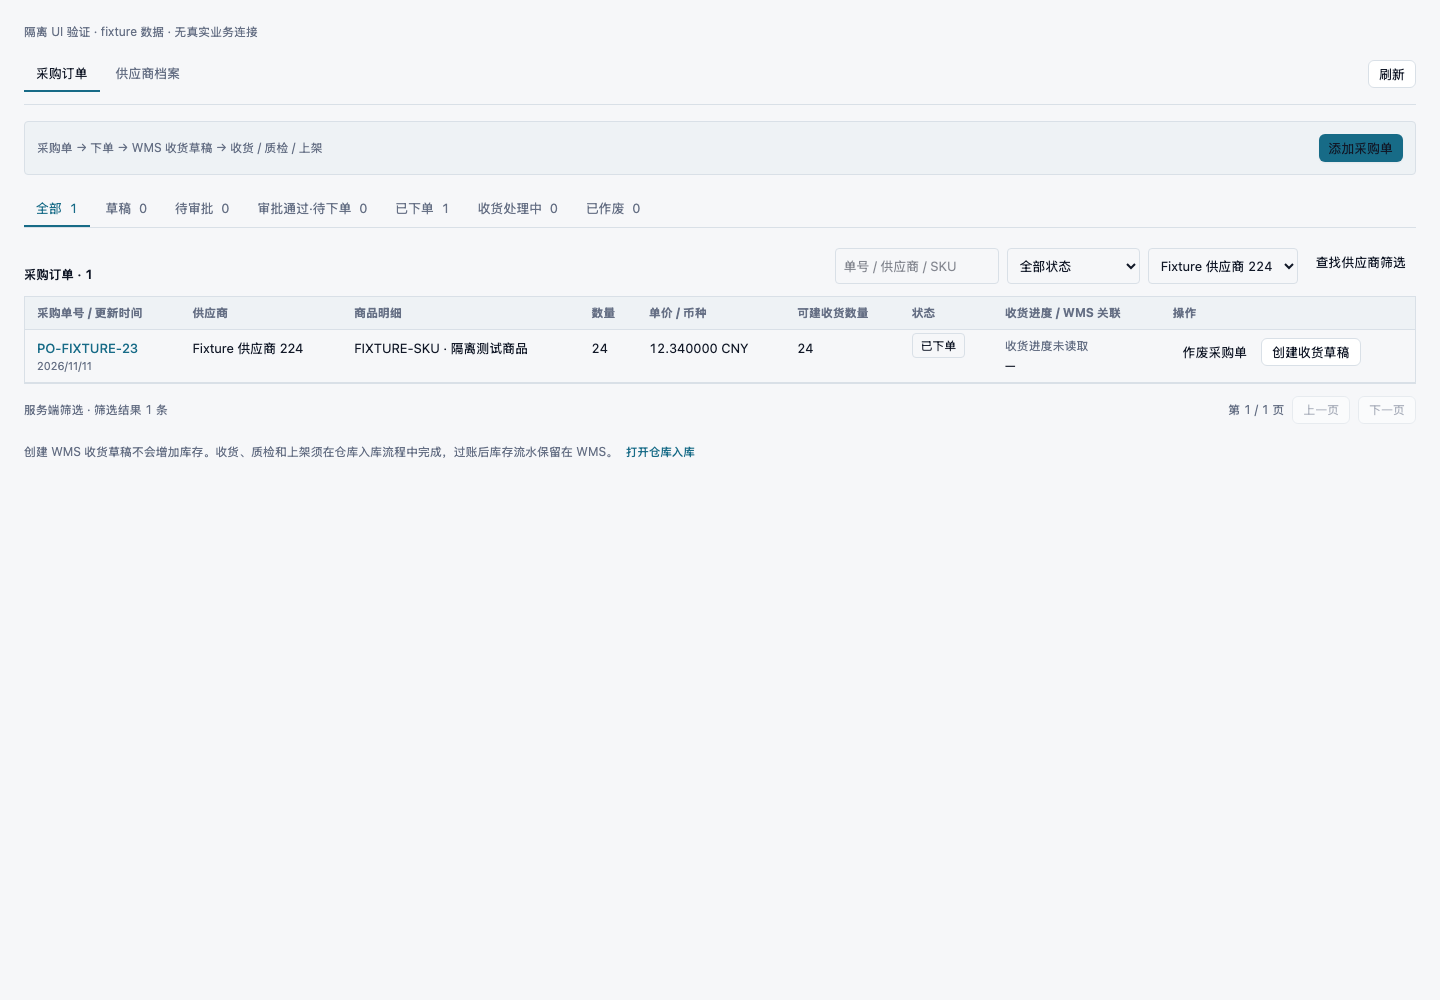 隔离 UI 验证 · fixture 数据 · 无真实业务连接
采购订单 供应商档案 刷新
采购单 → 下单 → WMS 收货草稿 → 收货 / 质检 / 上架 添加采购单
全部 1 草稿 0 待审批 0 审批通过·待下单 0 已下单 1 收货处理中 0 已作废 0
采购订单 · 1 单号 / 供应商 / SKU 全部状态 Fixture 供应商 224 查找供应商筛选
采购单号 / 更新时间 供应商 商品明细 数量 单价 / 币种 可建收货数量 状态 收货进度 / WMS 关联 操作
PO-FIXTURE-23 Fixture 供应商 224 FIXTURE-SKU · 隔离测试商品 24 12.340000 CNY 24 已下单 收货进度未读取 作废采购单 创建收货草稿
2026/11/11 —
服务端筛选 · 筛选结果 1 条 第 1 / 1 页 上一页 下一页
创建 WMS 收货草稿不会增加库存。收货、质检和上架须在仓库入库流程中完成，过账后库存流水保留在 WMS。 打开仓库入库